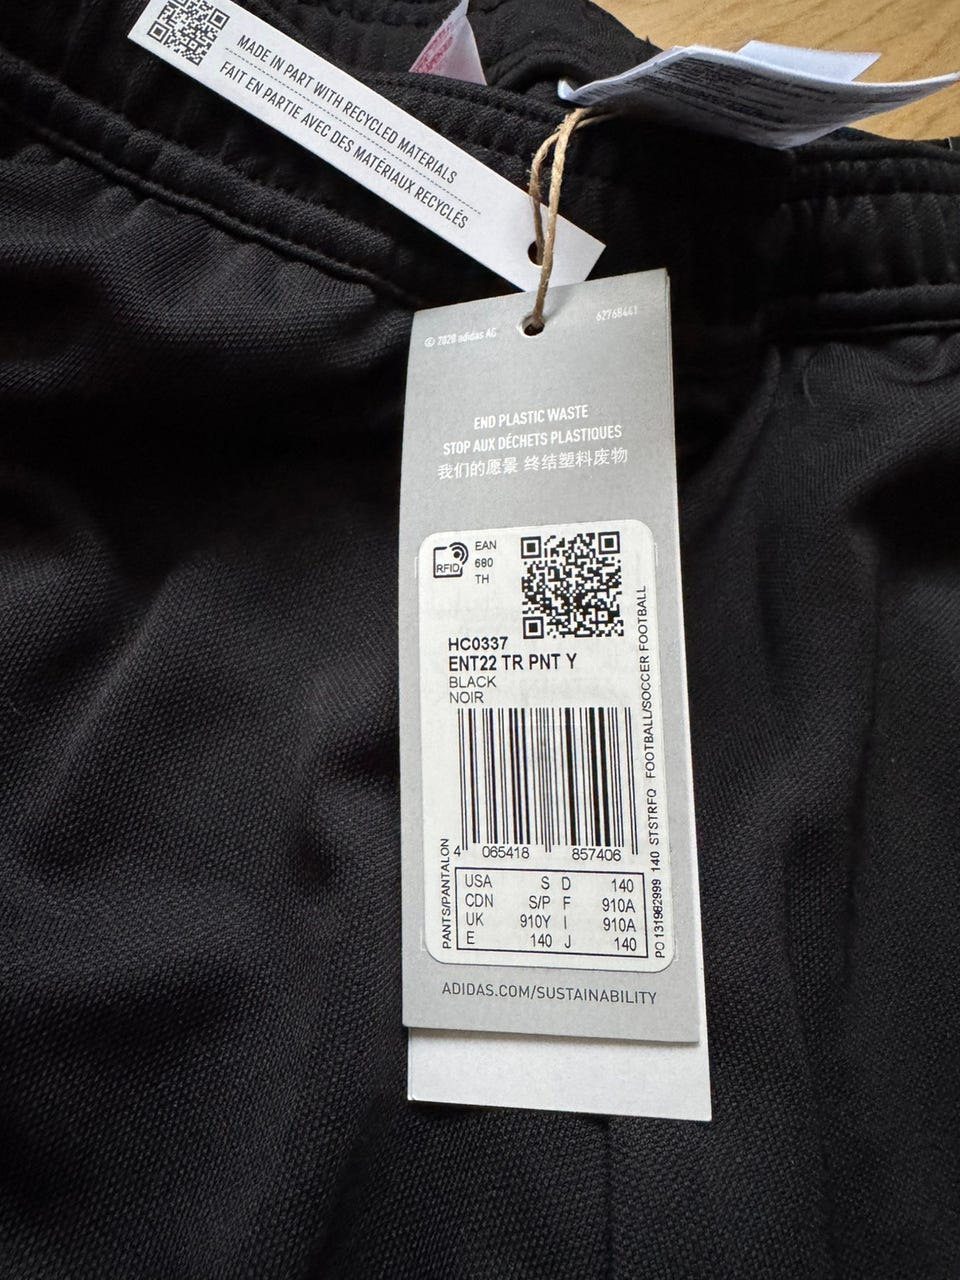 MADE IN PART WITH RECYCLED MATERIALS
FAIT EN PARTIE AVEC DES MATÉRIAUX RECYCLÉS
© 2020 adidas AG
62768441
END PLASTIC WASTE
STOP AUX DÉCHETS PLASTIQUES
我们的愿景 终结塑料废物
RFID
EAN
680
TH
HC0337
ENT22 TR PNT Y
BLACK
NOIR
4 065418 857406
PANTS/PANTALON
PO 131962999 140 STSTRFQ FOOTBALL/SOCCER FOOTBALL
USA S D 140
CDN S/P F 910A
UK 910Y I 910A
E 140 J 140
ADIDAS.COM/SUSTAINABILITY